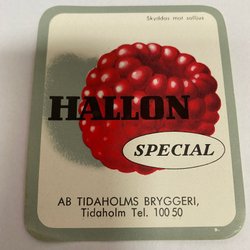 Skyddas mot solljus
HALLON
SPECIAL
AB TIDAHOLMS BRYGGERI,
Tidaholm Tel. 100 50